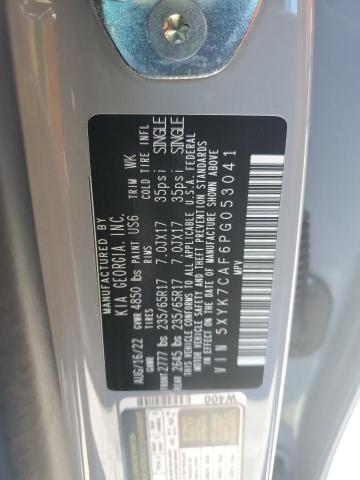 MANUFACTURED BY
KIA GEORGIA, INC.
AUG/16/22 GVWR 4850 lbs PAINT US6 TRIM WK
GAWR TIRES RIMS COLD TIRE INFL
FRONT 2777 lbs 235/65R17 7.0JX17 35psi SINGLE
REAR 2645 lbs 235/65R17 7.0JX17 35psi SINGLE
THIS VEHICLE CONFORMS TO ALL APPLICABLE U.S.A. FEDERAL
MOTOR VEHICLE SAFETY STANDARDS IN EFFECT ON THE DATE OF
MANUFACTURE SHOWN ABOVE.
VIN 5XYK7CAF6PG053041
MPV
W400